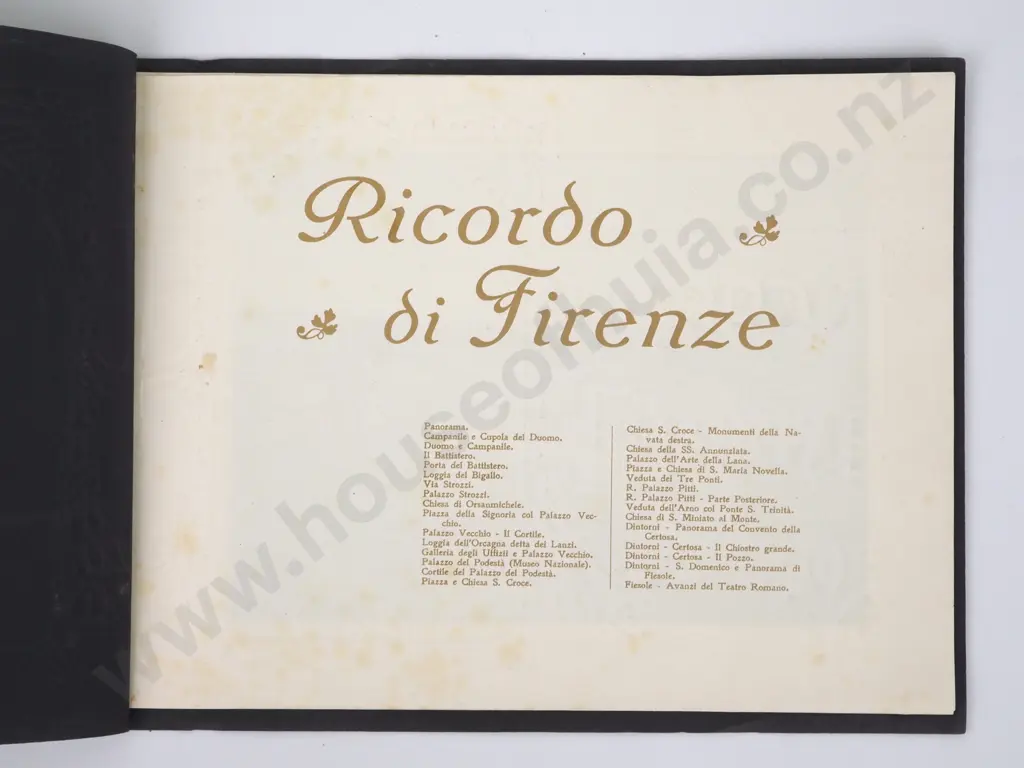 Ricordo
di Firenze
Panorama.
Campanile e Cupola del Duomo.
Duomo e Campanile.
Il Battistero.
Porta del Battistero.
Loggia del Bigallo.
Via Strozzi.
Palazzo Strozzi.
Chiesa di Orsanmichele.
Piazza della Signoria col Palazzo Vec-
chio.
Palazzo Vecchio - Il Cortile.
Loggia dell'Orcagna detta dei Lanzi.
Galleria degli Uffizii e Palazzo Vecchio.
Palazzo del Podestà (Museo Nazionale).
Cortile del Palazzo del Podestà.
Piazza e Chiesa S. Croce.
Chiesa S. Croce - Monumenti della Na-
vata destra.
Chiesa della SS. Annunziata.
Palazzo dell'Arte della Lana.
Piazza e Chiesa di S. Maria Novella.
Veduta dei Tre Ponti.
R. Palazzo Pitti.
R. Palazzo Pitti - Parte Posteriore.
Veduta dell'Arno col Ponte S. Trinità.
Chiesa di S. Miniato al Monte.
Dintorni - Panorama del Convento della
Certosa.
Dintorni - Certosa - Il Chiostro grande.
Dintorni - Certosa - Il Pozzo.
Dintorni - S. Domenico e Panorama di
Fiesole.
Fiesole - Avanzi del Teatro Romano.
www.houseofhuia.co.nz